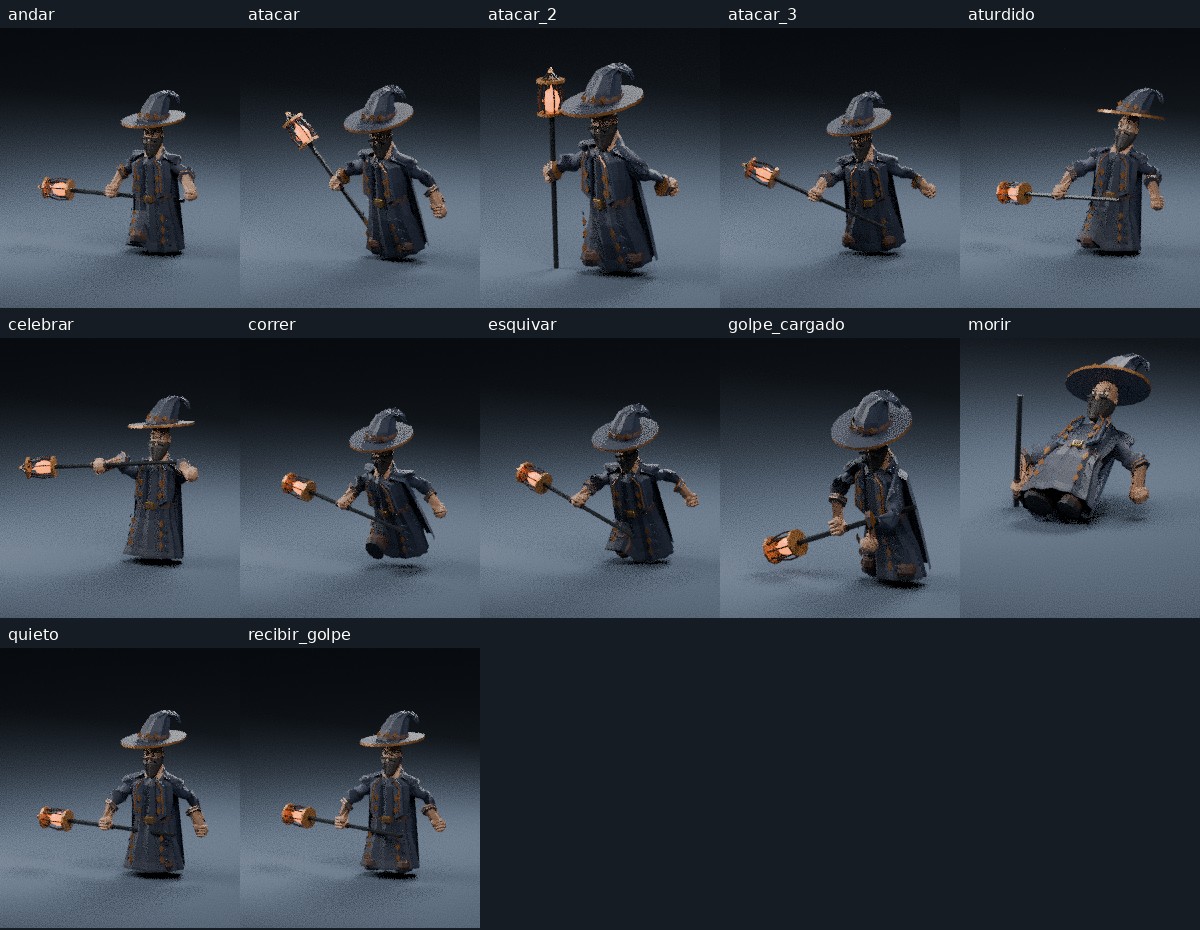 andar
atacar
atacar_2
atacar_3
aturdido
celebrar
correr
esquivar
golpe_cargado
morir
quieto
recibir_golpe